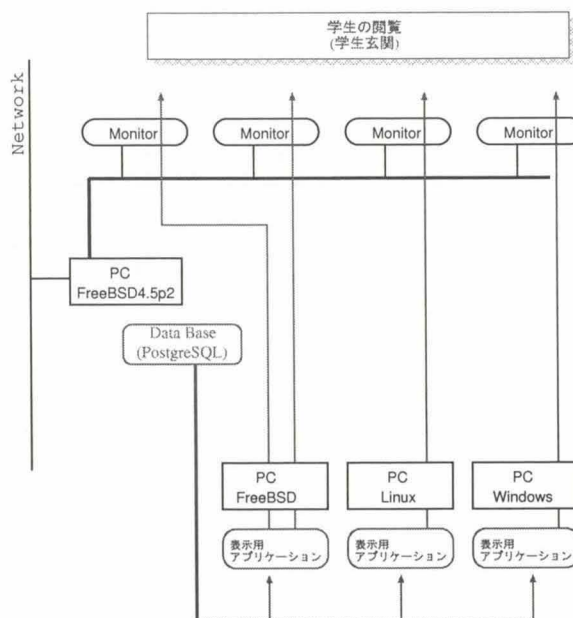 学生の閲覧
(学生玄関)
Network
Monitor
Monitor
Monitor
Monitor
PC
FreeBSD4.5p2
Data Base
(PostgreSQL)
PC
FreeBSD
PC
Linux
PC
Windows
表示用
アプリケーション
表示用
アプリケーション
表示用
アプリケーション